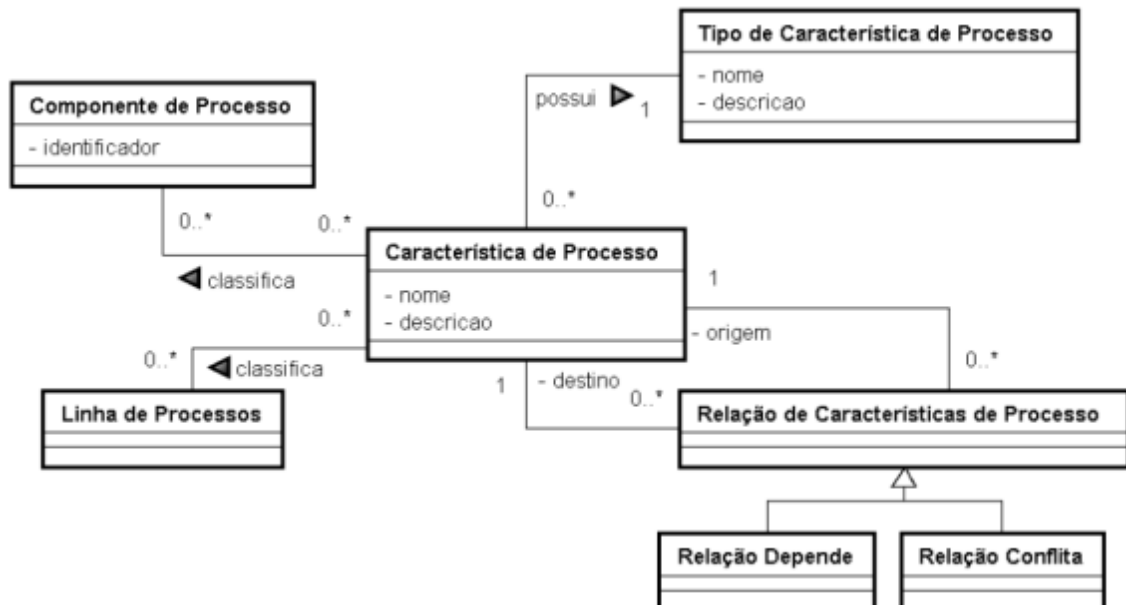 Tipo de Característica de Processo
- nome
- descricao
Componente de Processo
- identificador
possui
1
0..*
0..*
0..*
classifica
Característica de Processo
- nome
- descricao
1
- origem
0..*
0..*
0..*
classifica
Linha de Processos
1
- destino
0..*
Relação de Características de Processo
Relação Depende
Relação Conflita